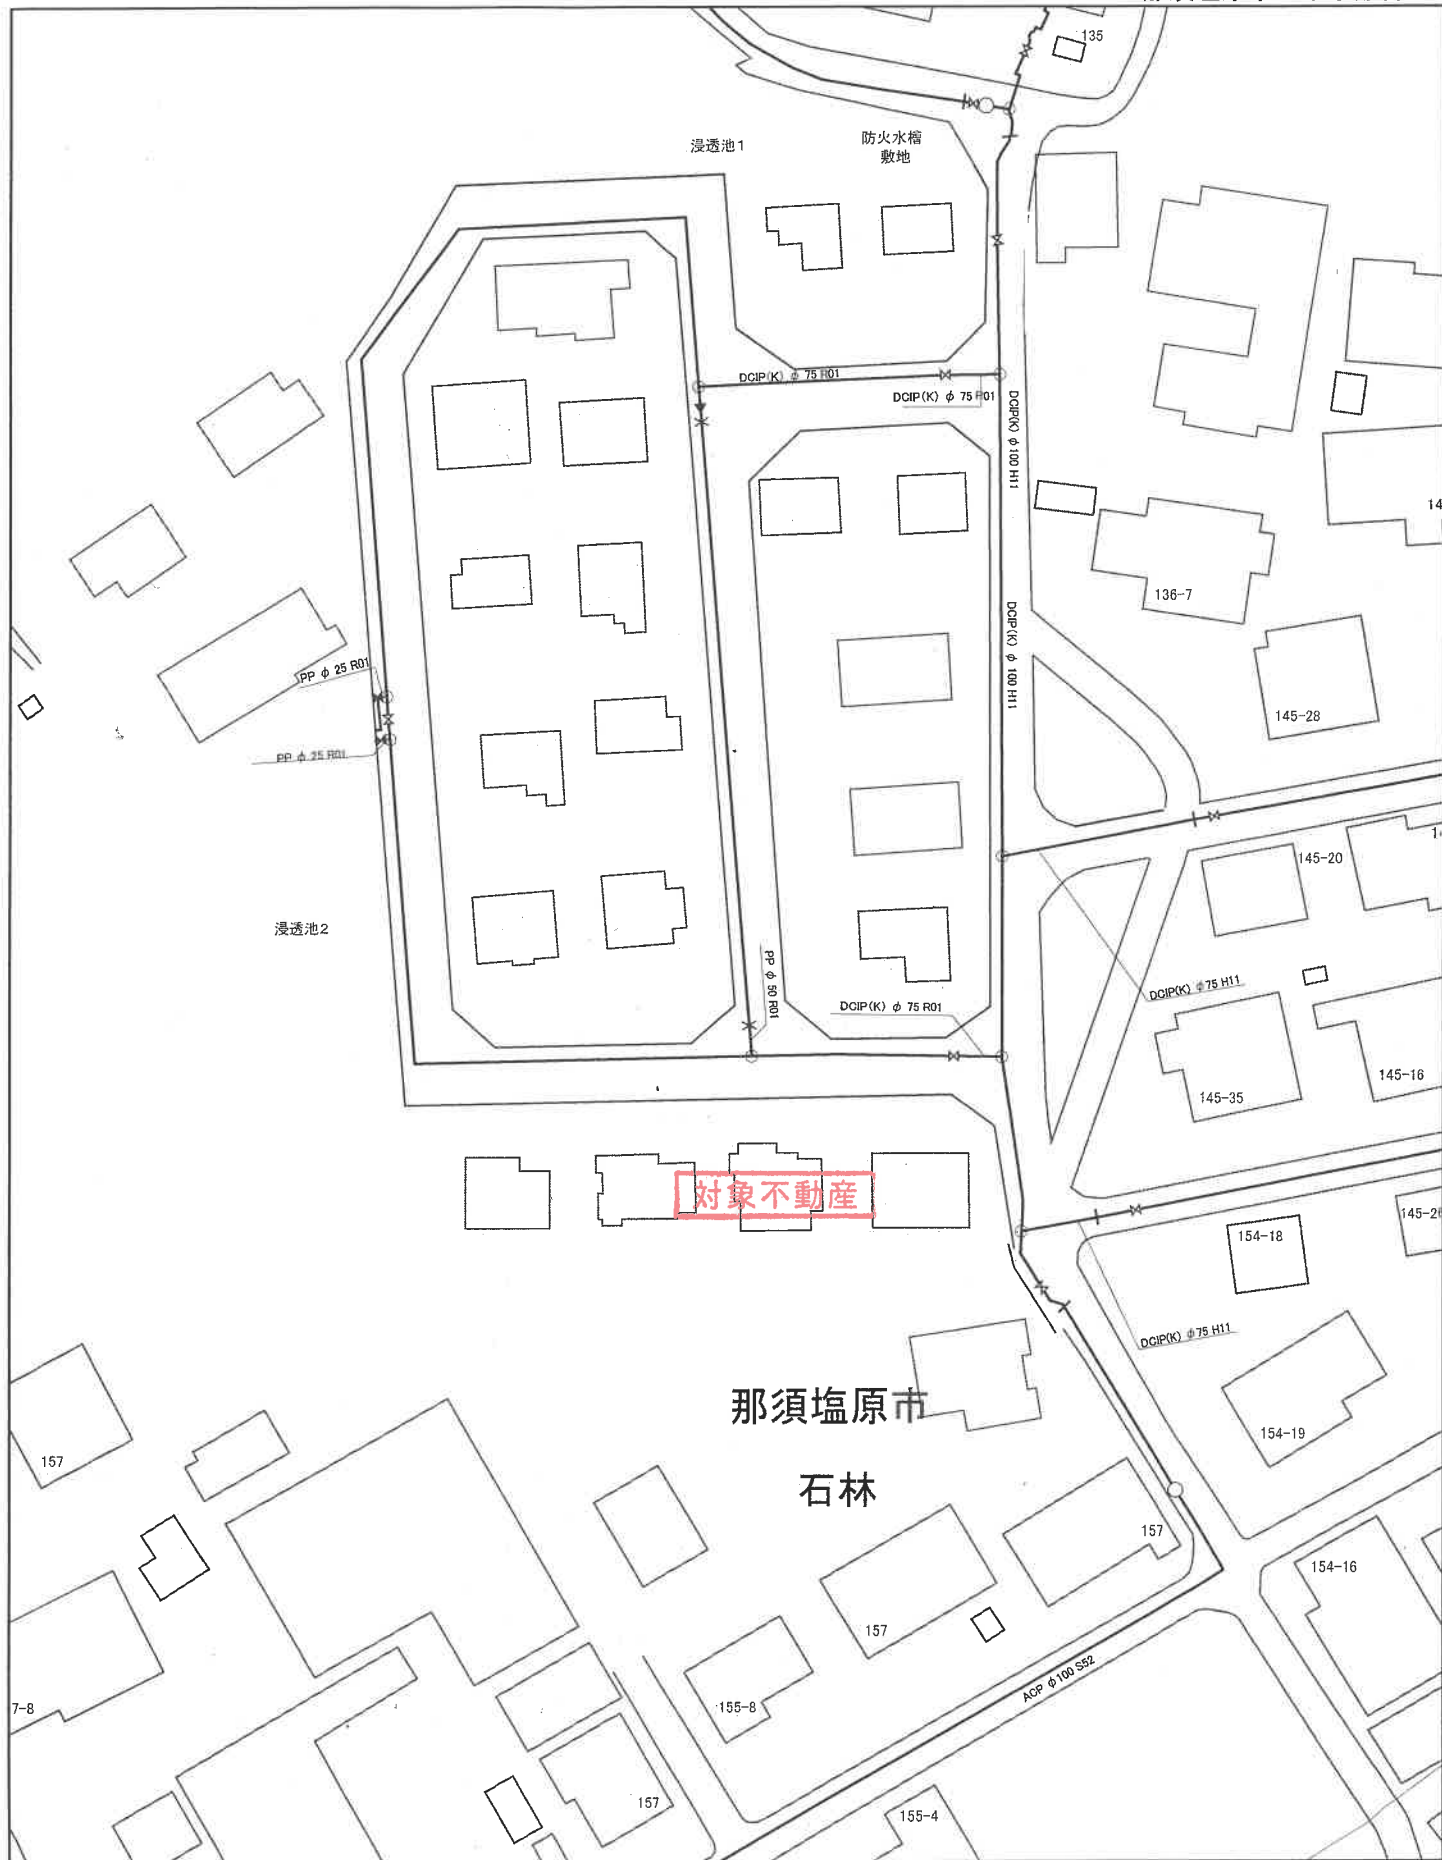 135
浸透池1
防火水槽
敷地
DCIP(K) φ 75 R01
DCIP(K) φ 75 R01
DCIP(K) φ 100 H11
14
136-7
DCIP(K) φ 100 H11
PP φ 25 R01
145-28
PP φ 25 R01
145-20
浸透池2
PP φ 50 R01
DCIP(K) φ 75 R01
DCIP(K) φ75 H11
145-16
145-35
対象不動産
154-18
DCIP(K) φ75 H11
那須塩原市
154-19
157
石林
157
154-16
157
ACP φ100 S52
7-8
155-8
157
155-4